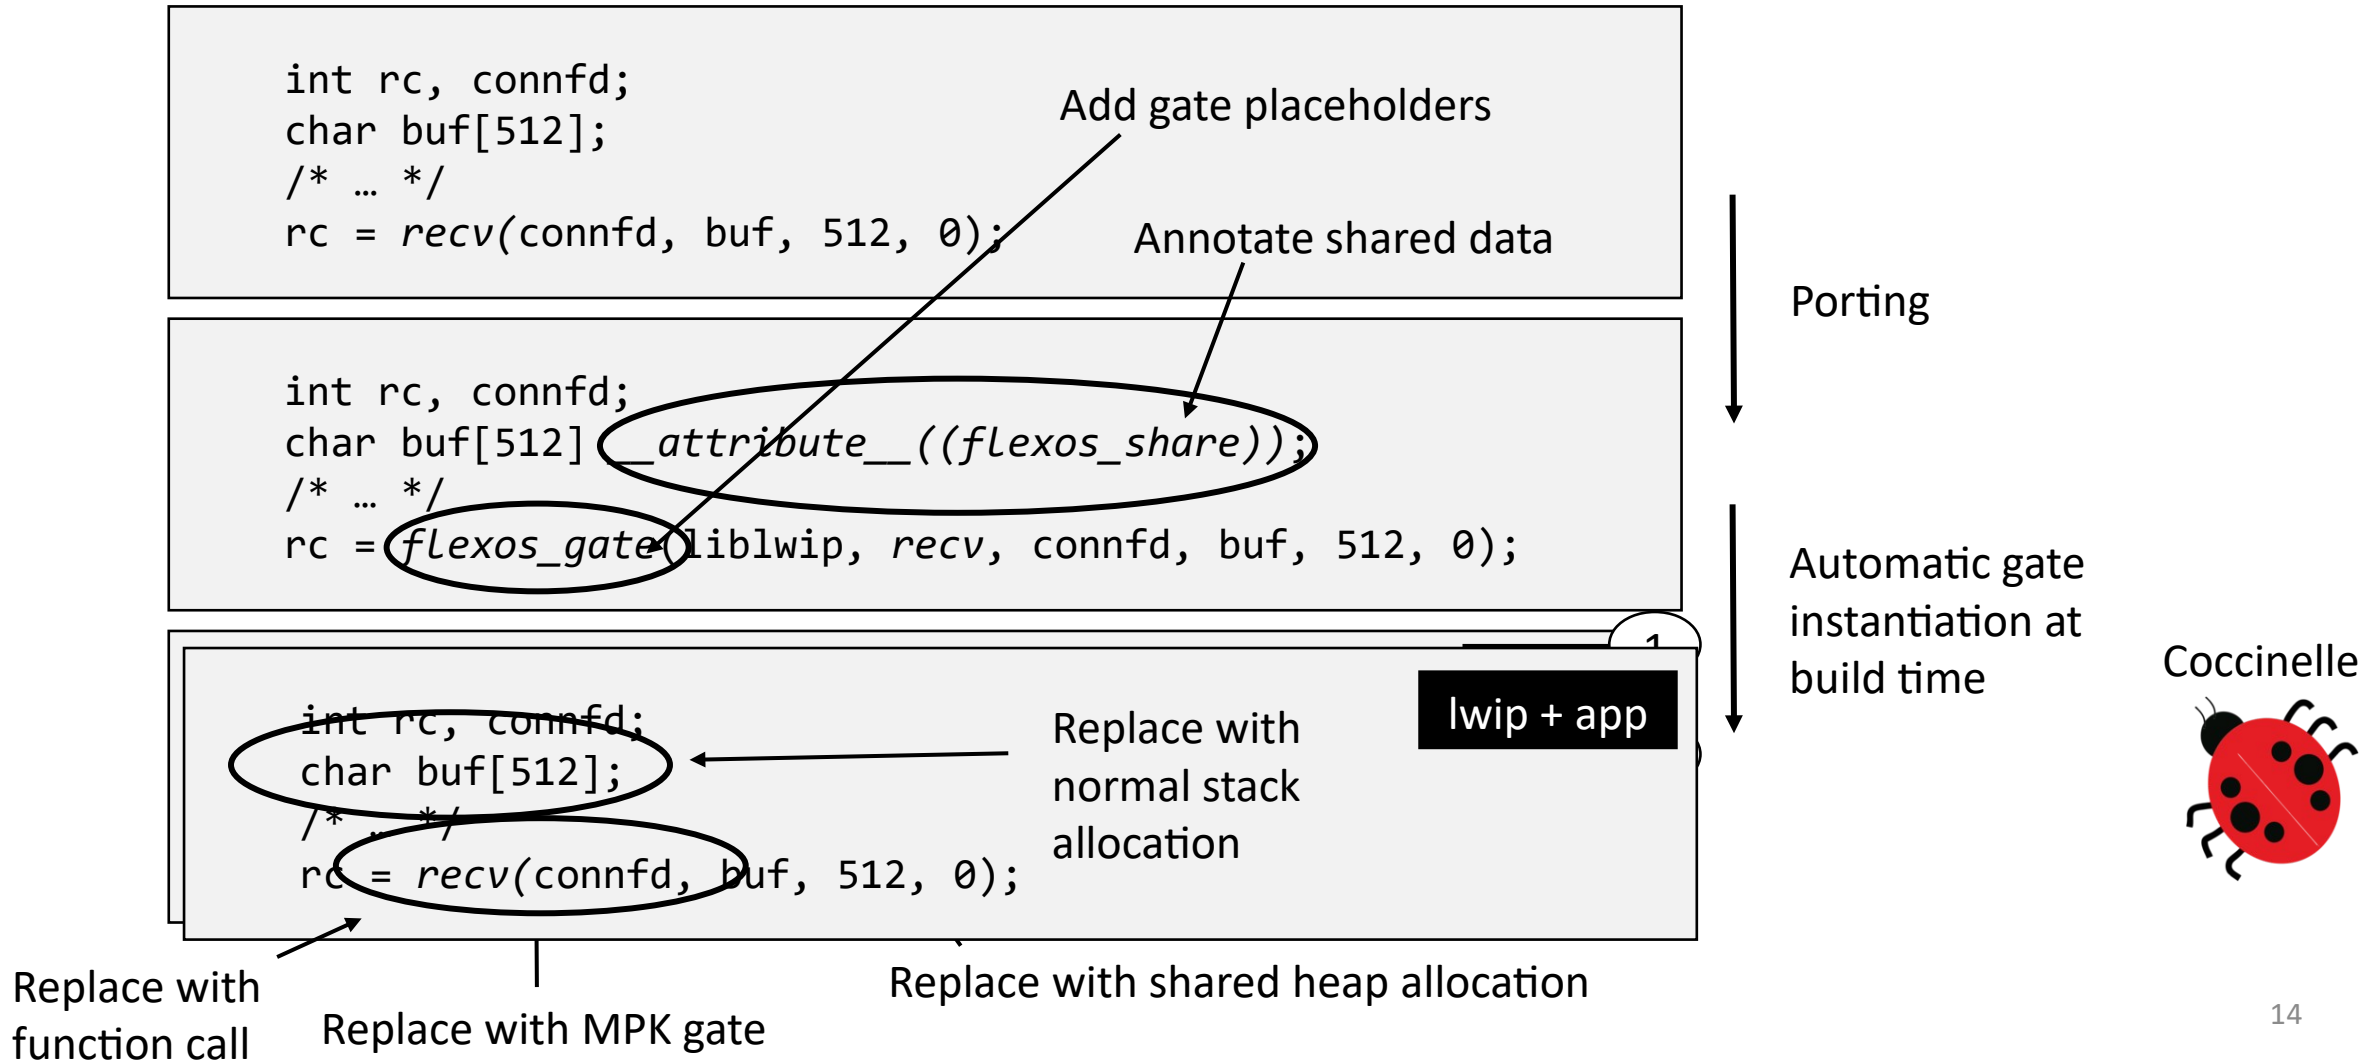 int rc, connfd;
char buf[512];
/* … */
rc = recv(connfd, buf, 512, 0);
Add gate placeholders
Annotate shared data
Porting
int rc, connfd;
char buf[512] __attribute__((flexos_share));
/* … */
rc = flexos_gate(liblwip, recv, connfd, buf, 512, 0);
Automatic gate
instantiation at
build time
Coccinelle
1
lwip + app
int rc, connfd;
char buf[512];
/* … */
rc = recv(connfd, buf, 512, 0);
Replace with
normal stack
allocation
Replace with
function call
Replace with MPK gate
Replace with shared heap allocation
14